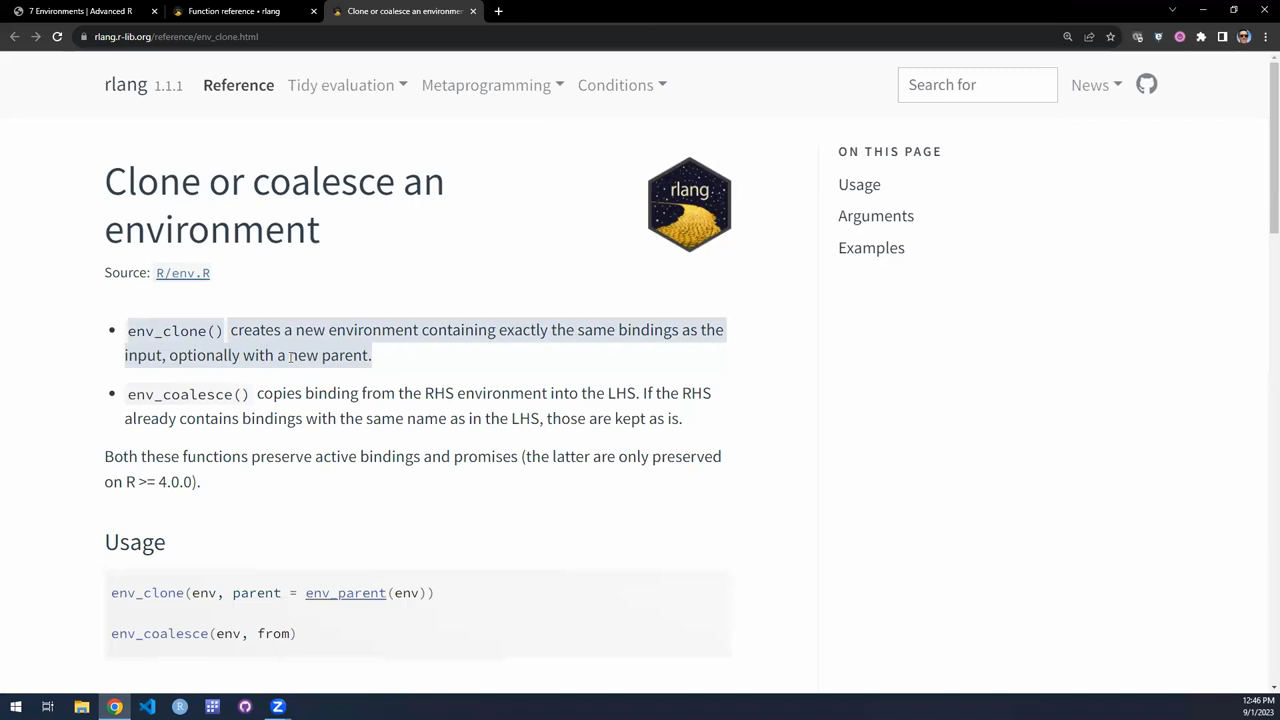 7 Environments | Advanced R
Function reference • rlang
Clone or coalesce an environmen
rlang.r-lib.org/reference/env_clone.html
rlang 1.1.1 Reference Tidy evaluation Metaprogramming Conditions Search for News
Clone or coalesce an
environment
rlang
Source: R/env.R
env_clone() creates a new environment containing exactly the same bindings as the
input, optionally with a new parent.
env_coalesce() copies binding from the RHS environment into the LHS. If the RHS
already contains bindings with the same name as in the LHS, those are kept as is.
Both these functions preserve active bindings and promises (the latter are only preserved
on R >= 4.0.0).
Usage
env_clone(env, parent = env_parent(env))
env_coalesce(env, from)
ON THIS PAGE
Usage
Arguments
Examples
12:46 PM
9/1/2023